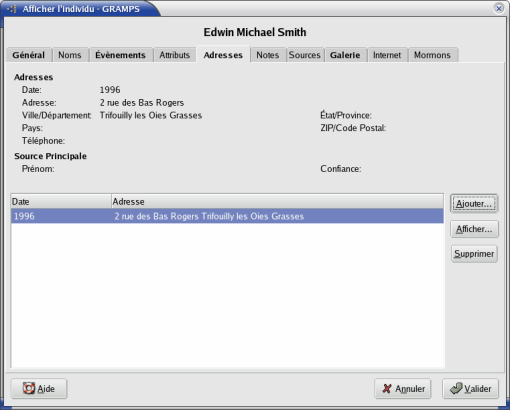 Afficher l'Individu - GRAMPS
Edwin Michael Smith
Général Noms Évènements Attributs Adresses Notes Sources Galerie Internet Mormons
Adresses
Date: 1996
Adresse: 2 rue des Bas Rogers
Ville/Département: Trifouilly les Oies Grasses État/Province:
Pays: ZIP/Code Postal:
Téléphone:
Source Principale
Prénom: Confiance:
Date Adresse
1996 2 rue des Bas Rogers Trifouilly les Oies Grasses
Ajouter...
Afficher...
Supprimer
Aide Annuler Valider